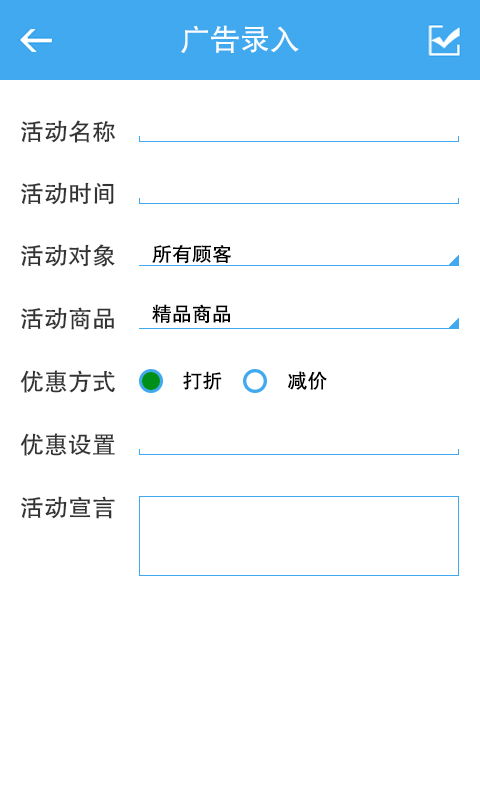 广告录入
活动名称
活动时间
活动对象 所有顾客
活动商品 精品商品
优惠方式 打折 减价
优惠设置
活动宣言